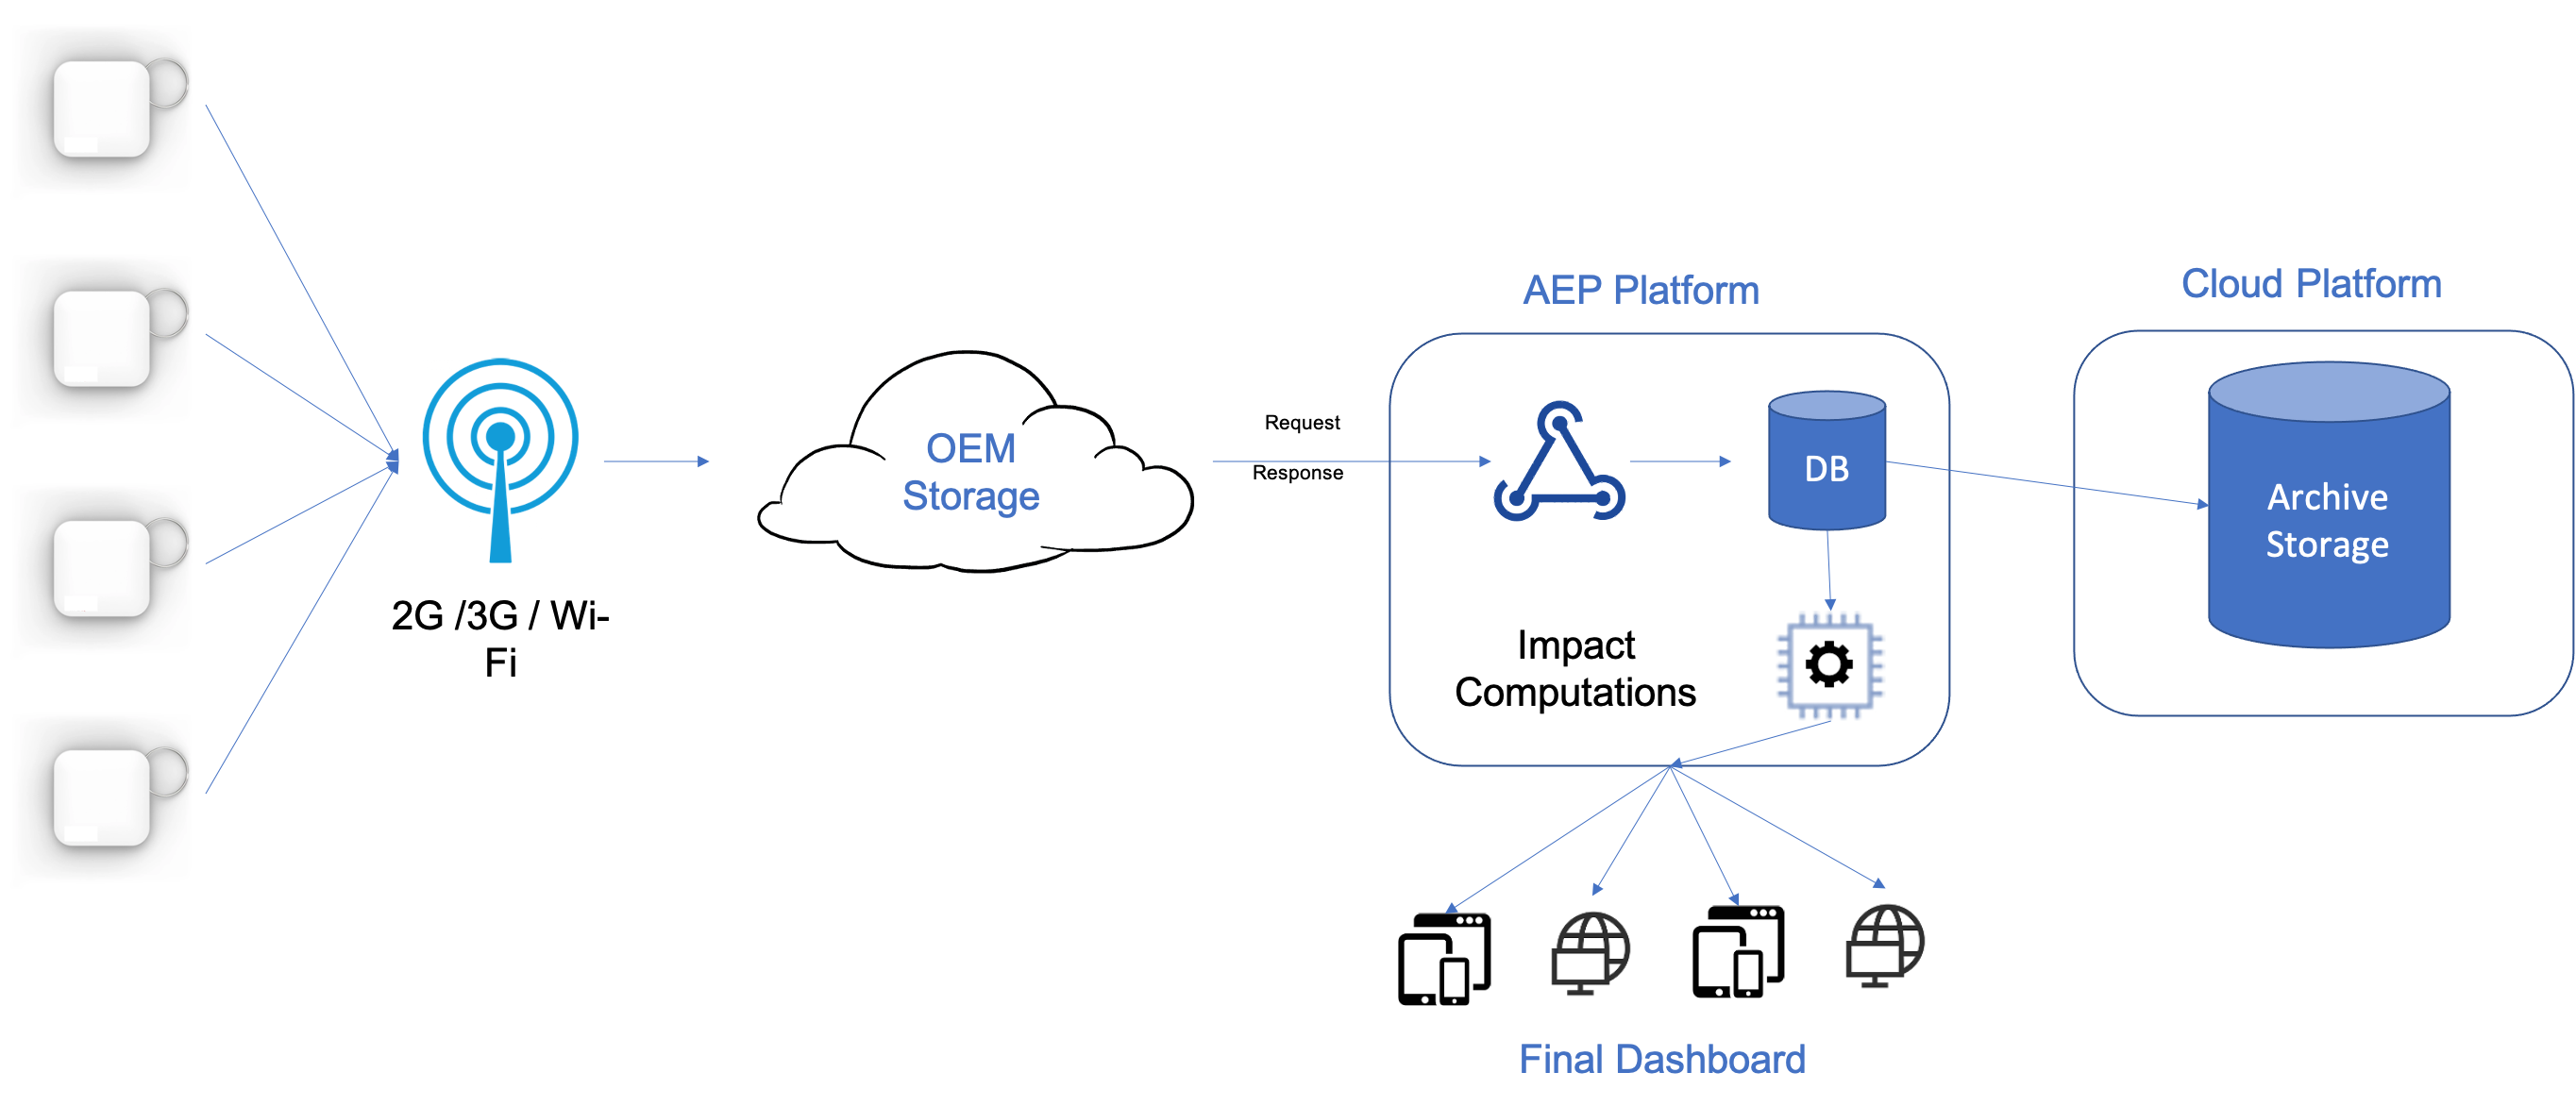 2G /3G / Wi-
Fi
OEM
Storage
Request
Response
AEP Platform
DB
Impact
Computations
Cloud Platform
Archive
Storage
Final Dashboard